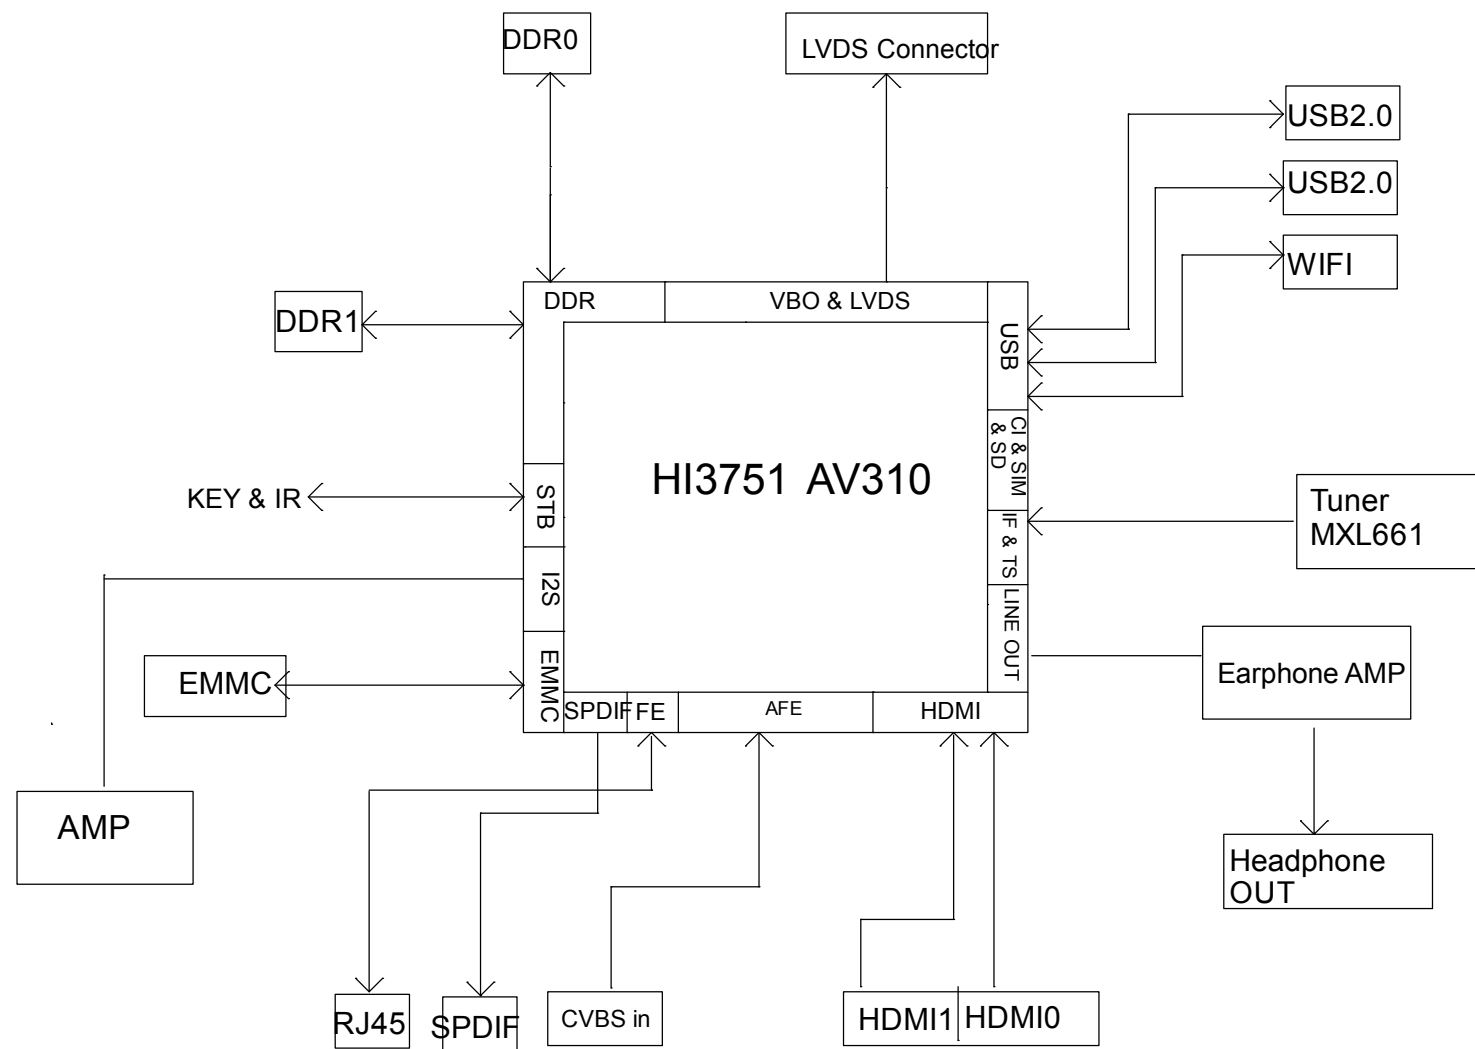 DDR0
LVDS Connector
USB2.0
USB2.0
WIFI
DDR
VBO & LVDS
DDR1
USB
CI & SIM
& SD
HI3751 AV310
KEY & IR
STB
Tuner
MXL661
IF & TS
I2S
LINE OUT
EMMC
EMMC
Earphone AMP
SPDIF
FE
AFE
HDMI
AMP
Headphone
OUT
RJ45
SPDIF
CVBS in
HDMI1
HDMI0